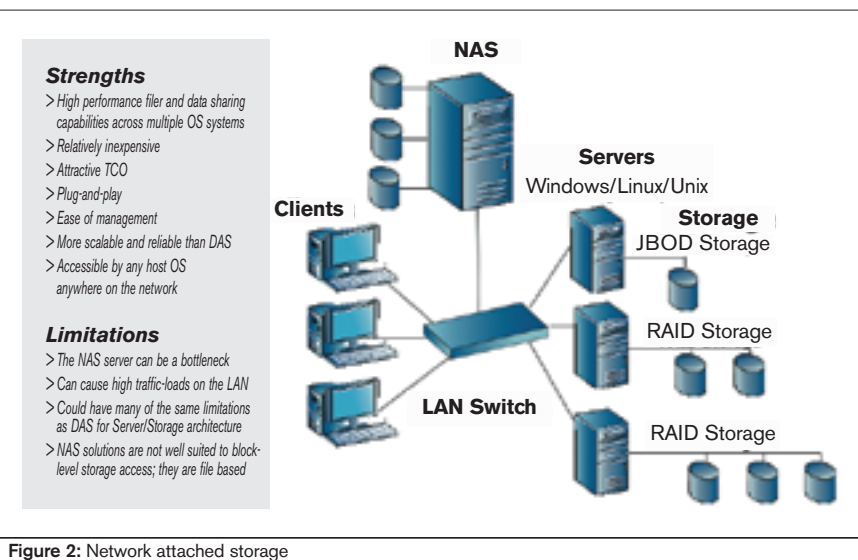 Strengths
> High performance filer and data sharing
capabilities across multiple OS systems
> Relatively inexpensive
> Attractive TCO
> Plug-and-play
> Ease of management
> More scalable and reliable than DAS
> Accessible by any host OS
anywhere on the network
Limitations
> The NAS server can be a bottleneck
> Can cause high traffic-loads on the LAN
> Could have many of the same limitations
as DAS for Server/Storage architecture
> NAS solutions are not well suited to block-
level storage access; they are file based
NAS
Servers
Windows/Linux/Unix
Clients
Storage
JBOD Storage
RAID Storage
LAN Switch
RAID Storage
Figure 2: Network attached storage